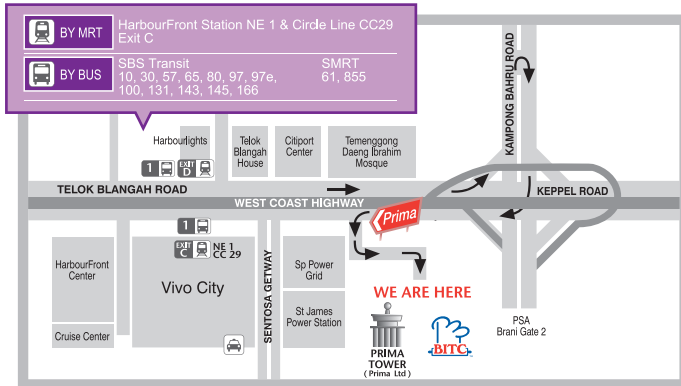 BY MRT
HarbourFront Station NE 1 & Circle Line CC29
Exit C
BY BUS
SBS Transit
10, 30, 57, 65, 80, 97, 97e,
100, 131, 143, 145, 166
SMRT
61, 855
KAMPONG BAHRU ROAD
Harbourlights
1
EXIT
D
Telok
Blangah
House
Citiport
Center
Temenggong
Daeng Ibrahim
Mosque
TELOK BLANGAH ROAD
KEPPEL ROAD
WEST COAST HIGHWAY
Prima
1
EXIT
C
NE 1
CC 29
HarbourFront
Center
Vivo City
Cruise Center
SENTOSA GETWAY
Sp Power
Grid
St James
Power Station
WE ARE HERE
PRIMA
TOWER
( Prima Ltd )
BITC
PSA
Brani Gate 2